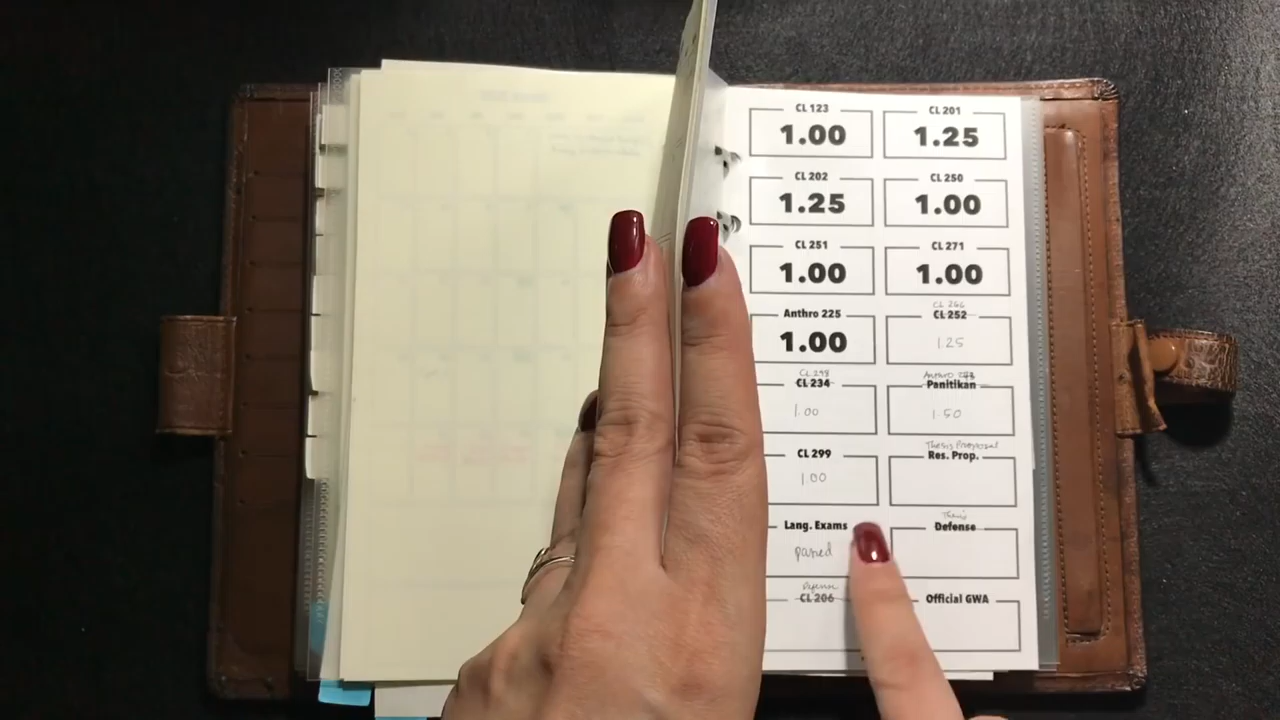 CL 123 CL 201
1.00 1.25
CL 202 CL 250
1.25 1.00
CL 251 CL 271
1.00 1.00
CL 266
Anthro 225 CL 252
1.00 1.25
CL 298 Anthro 273
CL 234 Panitikan
1.00 1.50
Thesis Proposal
CL 299 Res. Prop.
1.00
Thesis
Lang. Exams Defense
passed
Defense
CL 206 Official GWA